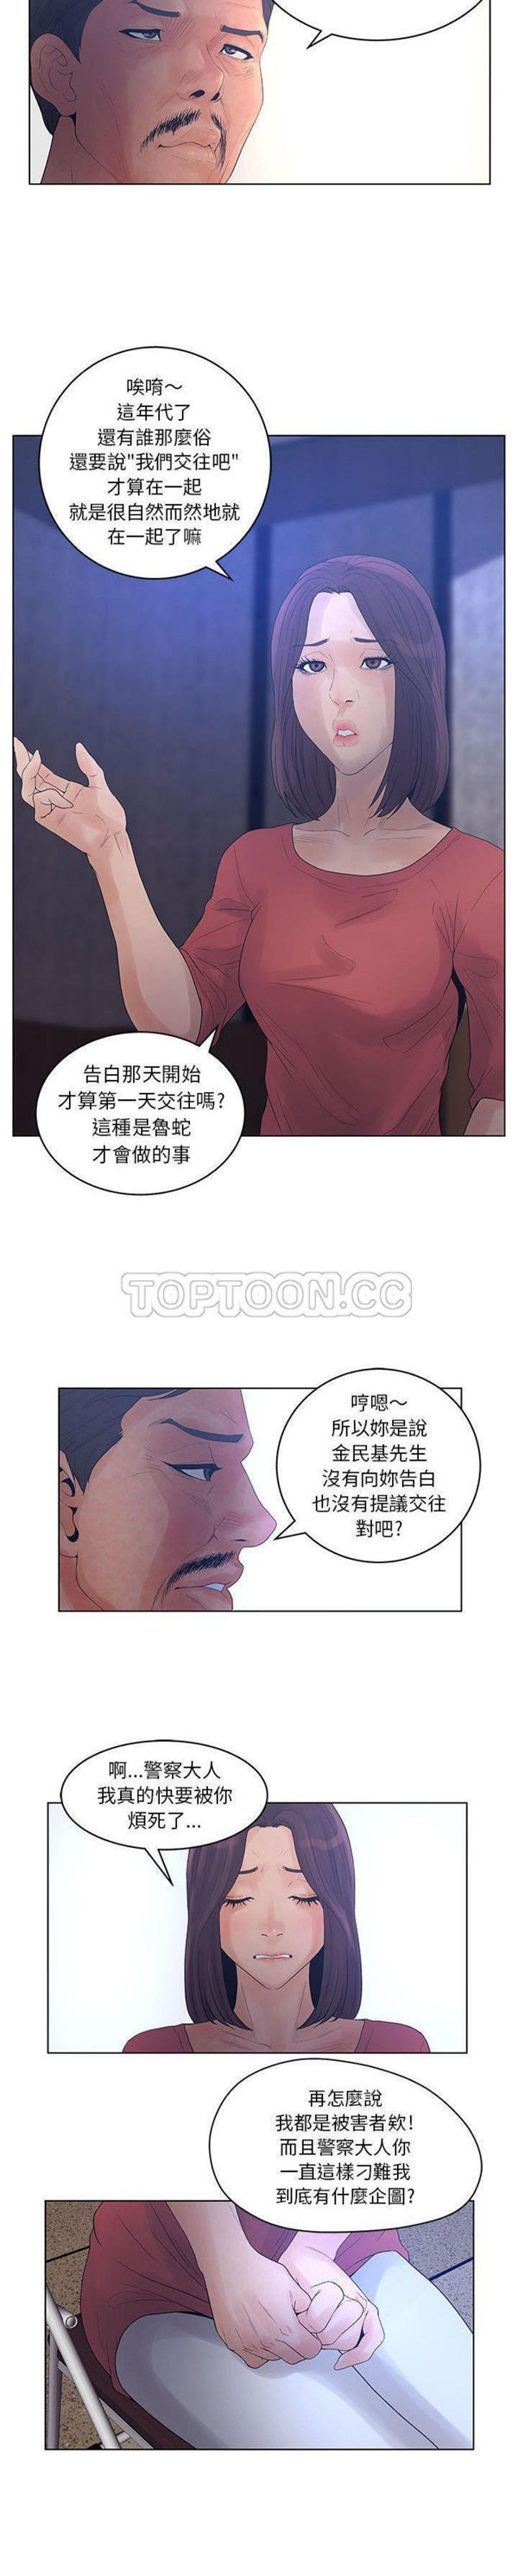 唉唷～
這年代了
還有誰那麼俗
還要說"我們交往吧"
才算在一起
就是很自然而然地就
在一起了嘛
告白那天開始
才算第一天交往嗎?
這種是魯蛇
才會做的事
TOPTOON.CC
哼嗯～
所以妳是說
金民基先生
沒有向妳告白
也沒有提議交往
對吧?
啊...警察大人
我真的快要被你
煩死了...
再怎麼說
我都是被害者欸!
而且警察大人你
一直這樣刁難我
到底有什麼企圖?